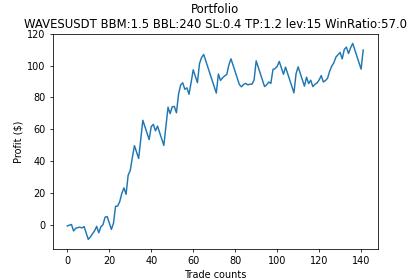 Portfolio
WAVESUSDT BBM:1.5 BBL:240 SL:0.4 TP:1.2 lev:15 WinRatio:57.0
120
100
80
60
40
20
0
Profit ($)
0 20 40 60 80 100 120 140
Trade counts